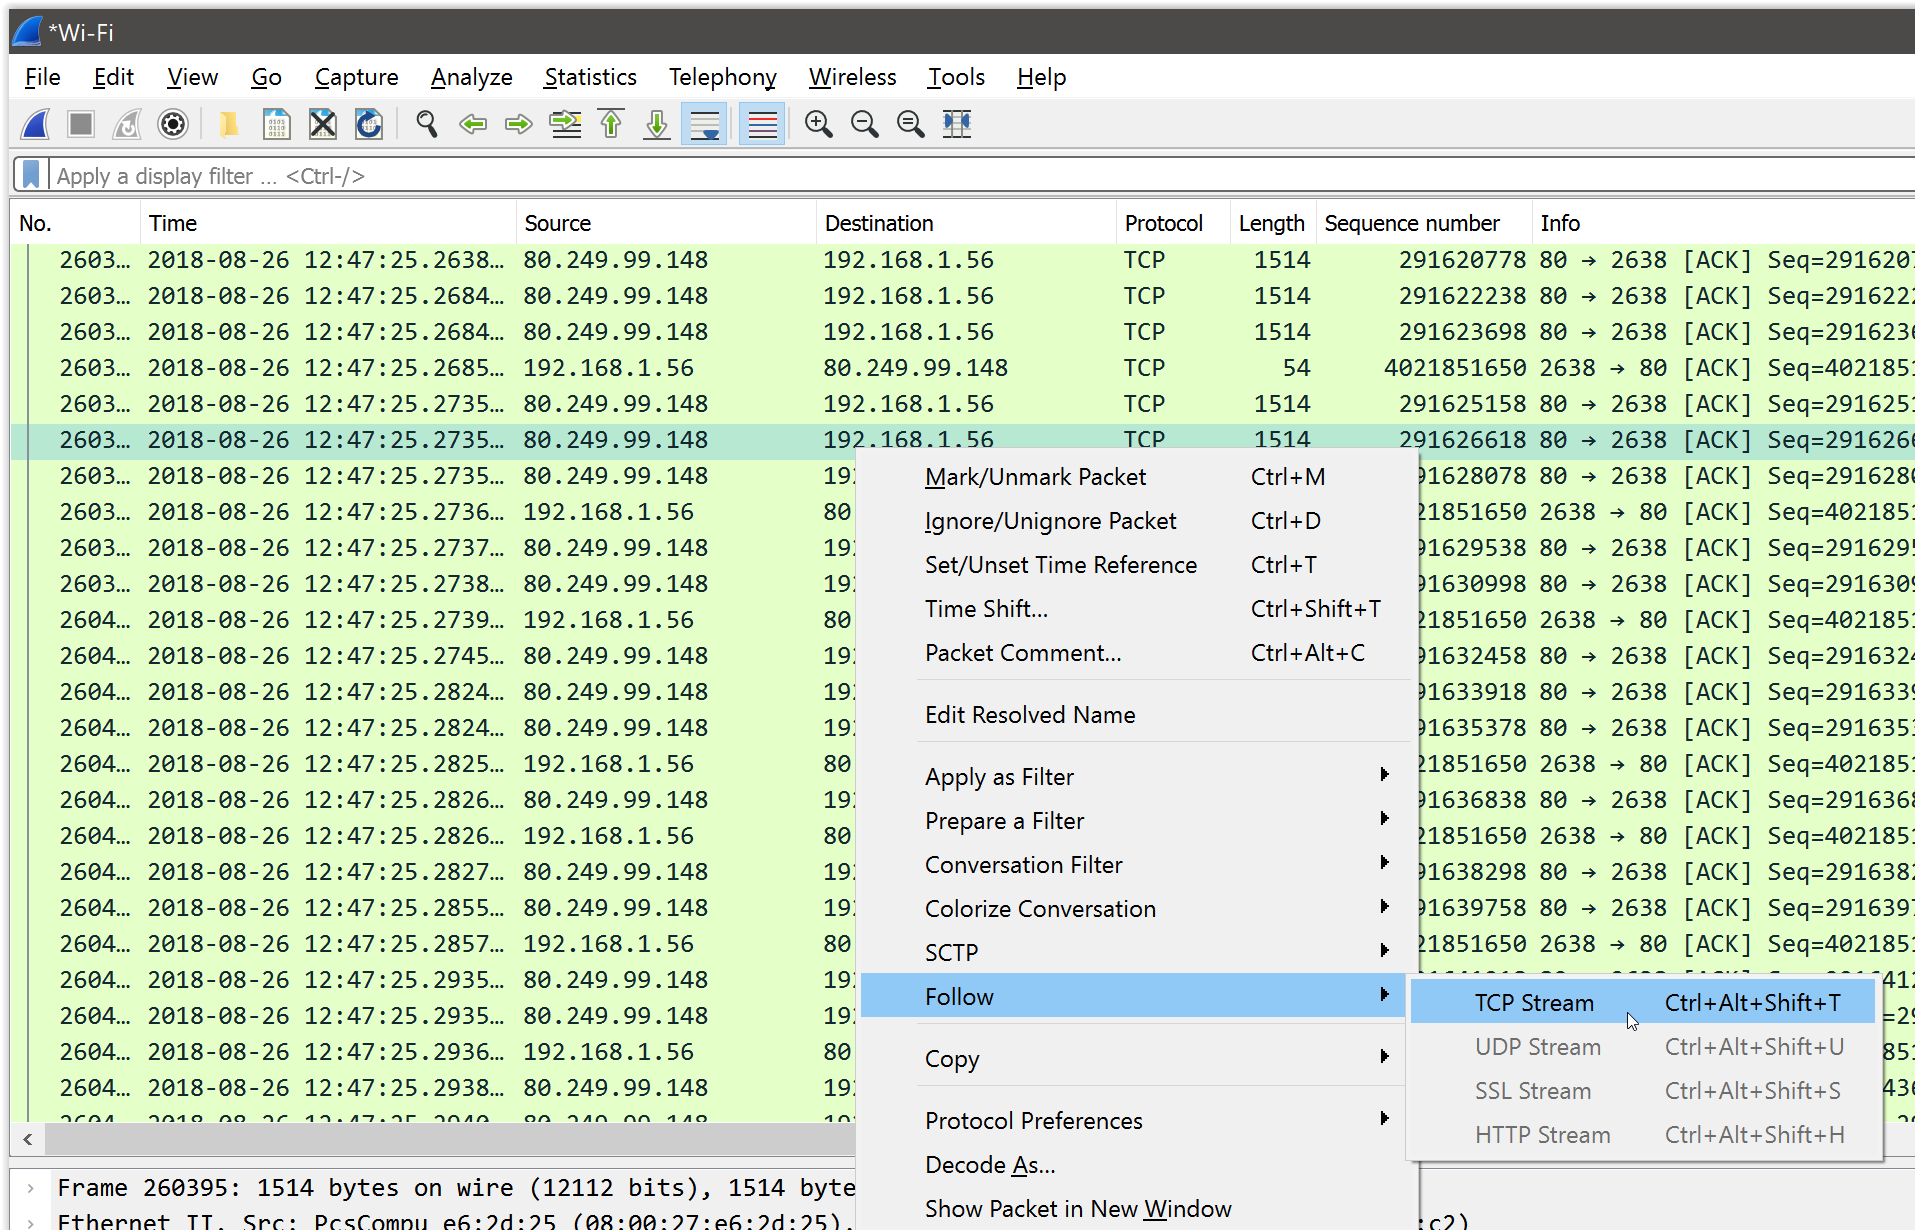 *Wi-Fi
File Edit View Go Capture Analyze Statistics Telephony Wireless Tools Help
Apply a display filter ... <Ctrl-/>
No. Time Source Destination Protocol Length Sequence number Info
2603… 2018-08-26 12:47:25.2638… 80.249.99.148 192.168.1.56 TCP 1514 291620778 80 → 2638 [ACK] Seq=2916207
2603… 2018-08-26 12:47:25.2684… 80.249.99.148 192.168.1.56 TCP 1514 291622238 80 → 2638 [ACK] Seq=2916222
2603… 2018-08-26 12:47:25.2684… 80.249.99.148 192.168.1.56 TCP 1514 291623698 80 → 2638 [ACK] Seq=2916236
2603… 2018-08-26 12:47:25.2685… 192.168.1.56 80.249.99.148 TCP 54 4021851650 2638 → 80 [ACK] Seq=4021851
2603… 2018-08-26 12:47:25.2735… 80.249.99.148 192.168.1.56 TCP 1514 291625158 80 → 2638 [ACK] Seq=2916251
2603… 2018-08-26 12:47:25.2735… 80.249.99.148 192.168.1.56 TCP 1514 291626618 80 → 2638 [ACK] Seq=2916266
2603… 2018-08-26 12:47:25.2735… 80.249.99.148 19 91628078 80 → 2638 [ACK] Seq=2916280
2603… 2018-08-26 12:47:25.2736… 192.168.1.56 80 21851650 2638 → 80 [ACK] Seq=4021851
2603… 2018-08-26 12:47:25.2737… 80.249.99.148 19 91629538 80 → 2638 [ACK] Seq=2916295
2603… 2018-08-26 12:47:25.2738… 80.249.99.148 19 91630998 80 → 2638 [ACK] Seq=2916309
2604… 2018-08-26 12:47:25.2739… 192.168.1.56 80 21851650 2638 → 80 [ACK] Seq=4021851
2604… 2018-08-26 12:47:25.2745… 80.249.99.148 19 91632458 80 → 2638 [ACK] Seq=2916324
2604… 2018-08-26 12:47:25.2824… 80.249.99.148 19 91633918 80 → 2638 [ACK] Seq=2916339
2604… 2018-08-26 12:47:25.2824… 80.249.99.148 19 91635378 80 → 2638 [ACK] Seq=2916353
2604… 2018-08-26 12:47:25.2825… 192.168.1.56 80 21851650 2638 → 80 [ACK] Seq=4021851
2604… 2018-08-26 12:47:25.2826… 80.249.99.148 19 91636838 80 → 2638 [ACK] Seq=2916368
2604… 2018-08-26 12:47:25.2826… 192.168.1.56 80 21851650 2638 → 80 [ACK] Seq=4021851
2604… 2018-08-26 12:47:25.2827… 80.249.99.148 19 91638298 80 → 2638 [ACK] Seq=2916382
2604… 2018-08-26 12:47:25.2855… 80.249.99.148 19 91639758 80 → 2638 [ACK] Seq=2916397
2604… 2018-08-26 12:47:25.2857… 192.168.1.56 80 21851650 2638 → 80 [ACK] Seq=4021851
2604… 2018-08-26 12:47:25.2935… 80.249.99.148 19
2604… 2018-08-26 12:47:25.2935… 80.249.99.148 19
2604… 2018-08-26 12:47:25.2936… 192.168.1.56 80
2604… 2018-08-26 12:47:25.2938… 80.249.99.148 19
Mark/Unmark Packet Ctrl+M
Ignore/Unignore Packet Ctrl+D
Set/Unset Time Reference Ctrl+T
Time Shift... Ctrl+Shift+T
Packet Comment... Ctrl+Alt+C
Edit Resolved Name
Apply as Filter
Prepare a Filter
Conversation Filter
Colorize Conversation
SCTP
Follow
Copy
Protocol Preferences
Decode As...
Show Packet in New Window
TCP Stream Ctrl+Alt+Shift+T
UDP Stream Ctrl+Alt+Shift+U
SSL Stream Ctrl+Alt+Shift+S
HTTP Stream Ctrl+Alt+Shift+H
Frame 260395: 1514 bytes on wire (12112 bits), 1514 byte
Ethernet II, Src: PcsCompu_e6:2d:25 (08:00:27:e6:2d:25), :c2)